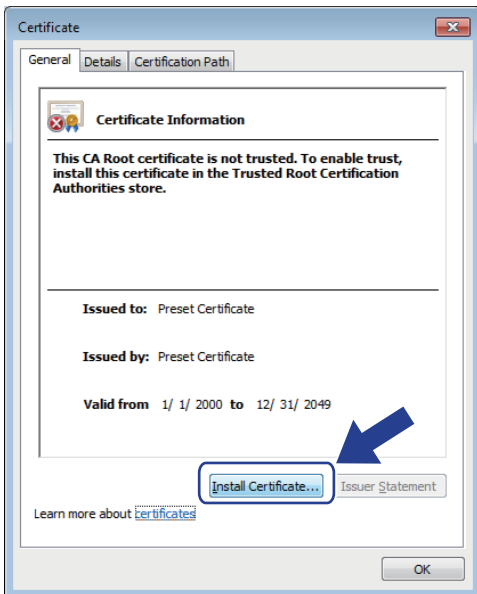 Certificate
General Details Certification Path
Certificate Information
This CA Root certificate is not trusted. To enable trust,
install this certificate in the Trusted Root Certification
Authorities store.
Issued to: Preset Certificate
Issued by: Preset Certificate
Valid from 1/ 1/ 2000 to 12/ 31/ 2049
Install Certificate... Issuer Statement
Learn more about certificates
OK